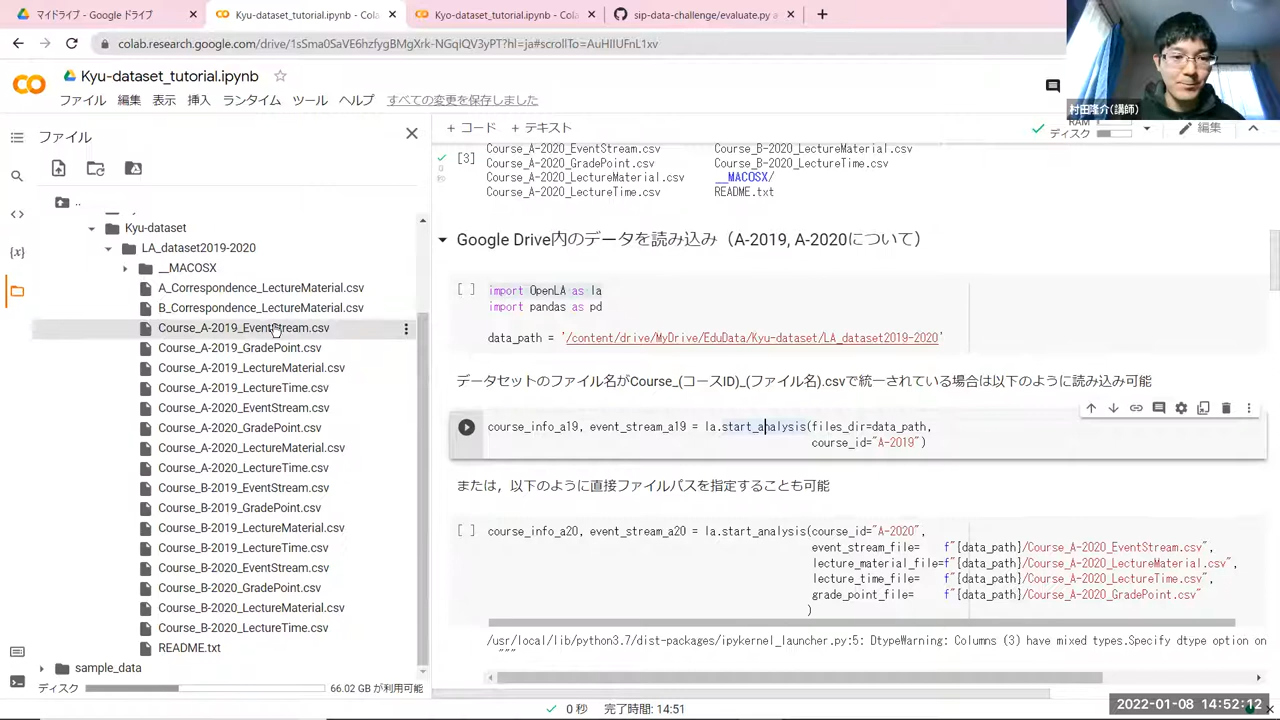 マイドライブ - Google ドライブ
Kyu-dataset_tutorial.ipynb - Cola
Kyu-dataset_tutorial.ipynb - Cola
sip-data-challenge/evaluate.py a
colab.research.google.com/drive/1sSma0SaVE6hzfygBMgXrk-NGqIQV3yPT?hl=ja#scrollTo=AuHIIUFnL1xv
Kyu-dataset_tutorial.ipynb
ファイル 編集 表示 挿入 ランタイム ツール ヘルプ すべての変更を保存しました
村田隆介(講師)
ファイル
+ コード + テキスト
RAM
ディスク
編集
..
Kyu-dataset
LA_dataset2019-2020
__MACOSX
A_Correspondence_LectureMaterial.csv
B_Correspondence_LectureMaterial.csv
Course_A-2019_EventStream.csv
Course_A-2019_GradePoint.csv
Course_A-2019_LectureMaterial.csv
Course_A-2019_LectureTime.csv
Course_A-2020_EventStream.csv
Course_A-2020_GradePoint.csv
Course_A-2020_LectureMaterial.csv
Course_A-2020_LectureTime.csv
Course_B-2019_EventStream.csv
Course_B-2019_GradePoint.csv
Course_B-2019_LectureMaterial.csv
Course_B-2019_LectureTime.csv
Course_B-2020_EventStream.csv
Course_B-2020_GradePoint.csv
Course_B-2020_LectureMaterial.csv
Course_B-2020_LectureTime.csv
README.txt
sample_data
ディスク 66.02 GB が利用可能
[3]
0
秒
Course_A-2020_EventStream.csv Course_B-2020_LectureMaterial.csv
Course_A-2020_GradePoint.csv Course_B-2020_LectureTime.csv
Course_A-2020_LectureMaterial.csv __MACOSX/
Course_A-2020_LectureTime.csv README.txt
Google Drive内のデータを読み込み（A-2019, A-2020について）
[ ] import OpenLA as la
import pandas as pd
data_path = '/content/drive/MyDrive/EduData/Kyu-dataset/LA_dataset2019-2020'
データセットのファイル名がCourse_(コースID)_(ファイル名).csvで統一されている場合は以下のように読み込み可能
course_info_a19, event_stream_a19 = la.start_analysis(files_dir=data_path,
course_id="A-2019")
または，以下のように直接ファイルパスを指定することも可能
[ ] course_info_a20, event_stream_a20 = la.start_analysis(course_id="A-2020",
event_stream_file= f"{data_path}/Course_A-2020_EventStream.csv",
lecture_material_file=f"{data_path}/Course_A-2020_LectureMaterial.csv",
lecture_time_file= f"{data_path}/Course_A-2020_LectureTime.csv",
grade_point_file= f"{data_path}/Course_A-2020_GradePoint.csv"
)
/usr/local/lib/python3.7/dist-packages/ipykernel_launcher.py:5: DtypeWarning: Columns (3) have mixed types.Specify dtype option on
"""
0 秒 完了時間: 14:51
2022-01-08 14:52:12